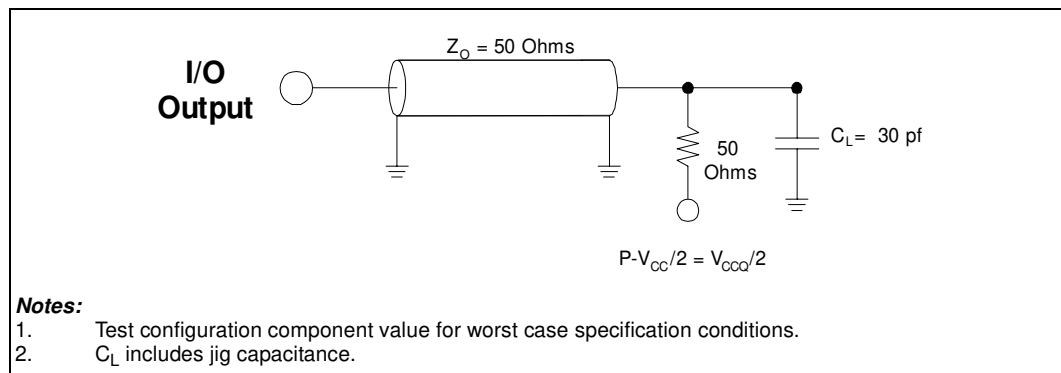 Z_O = 50 Ohms
I/O
Output
50
Ohms
C_L= 30 pf
P-V_CC/2 = V_CCQ/2
Notes:
1. Test configuration component value for worst case specification conditions.
2. C_L includes jig capacitance.